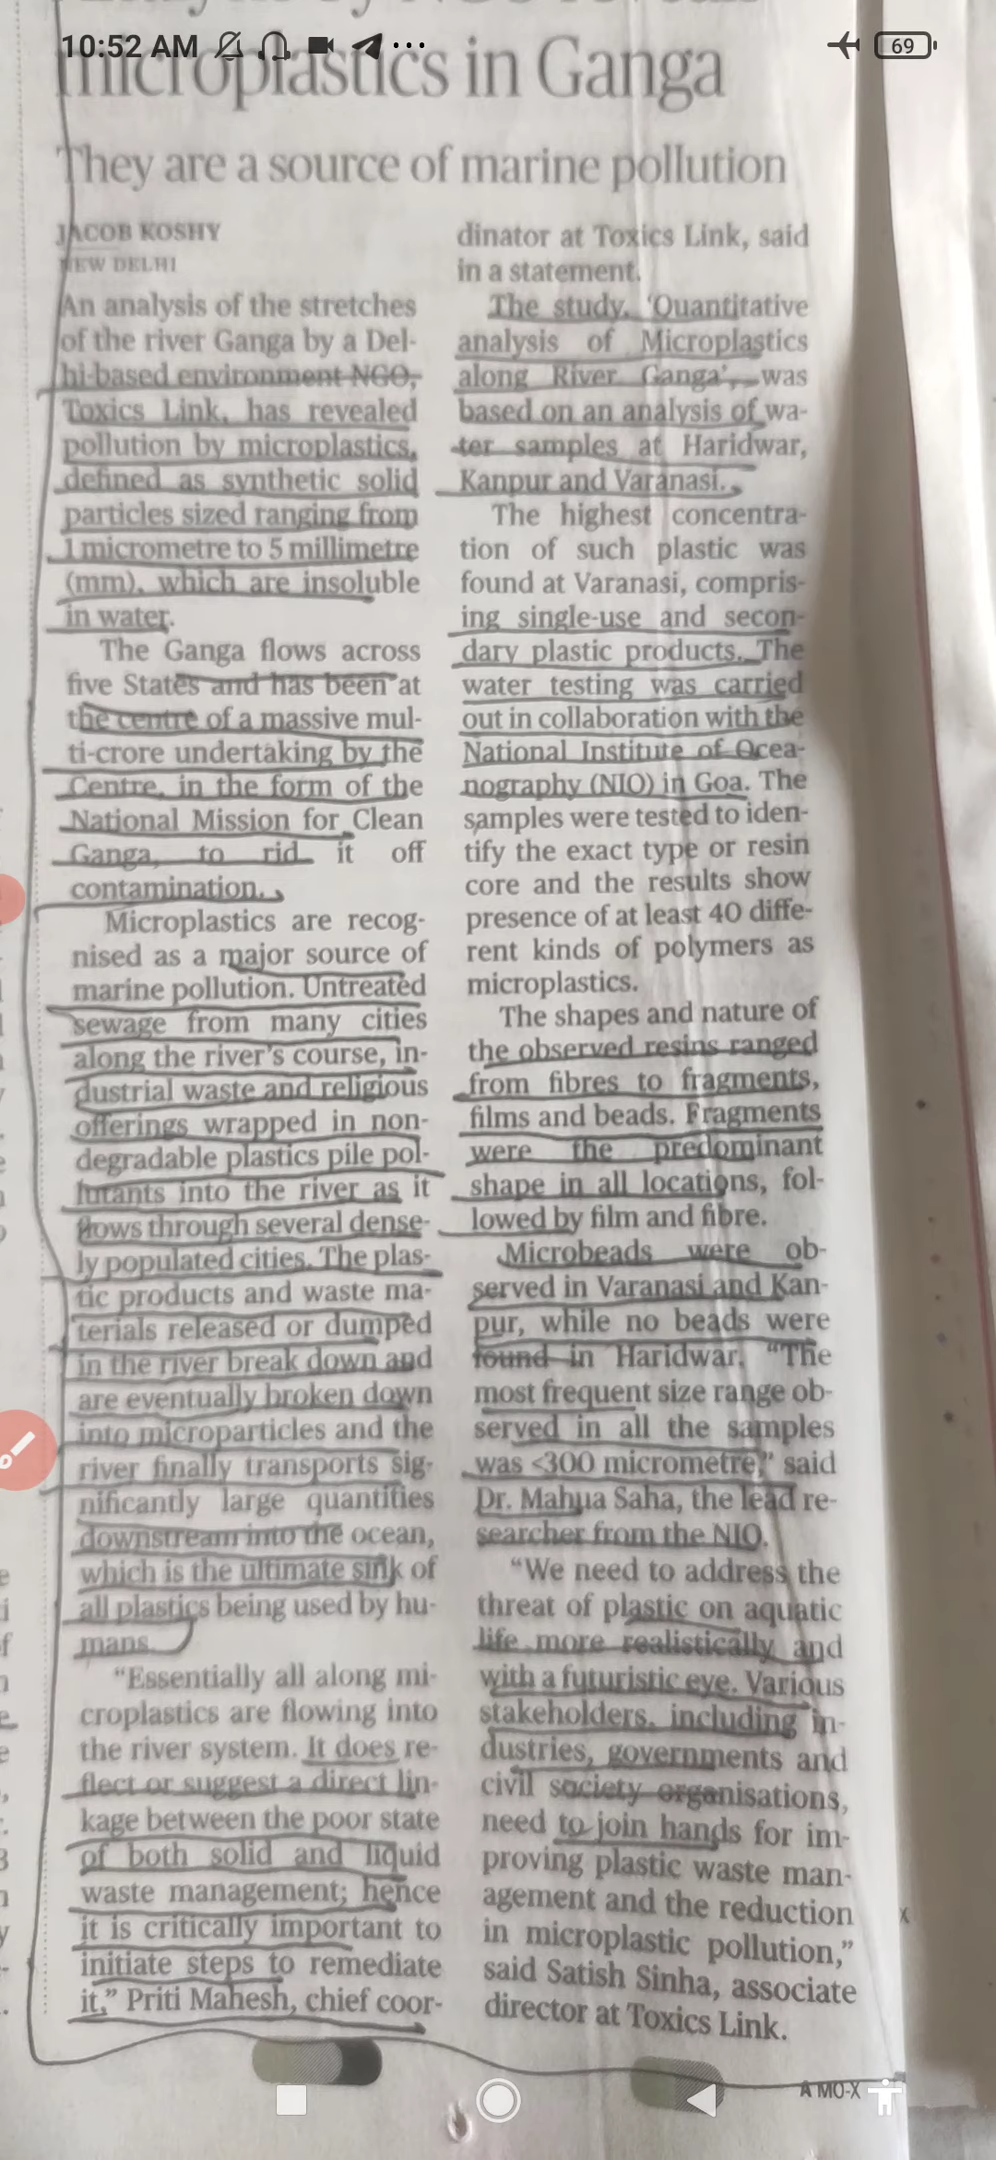 10:52 AM
69
microplastics in Ganga
They are a source of marine pollution
JACOB KOSHY
NEW DELHI
An analysis of the stretches
of the river Ganga by a Del-
hi-based environment NGO,
Toxics Link, has revealed
pollution by microplastics,
defined as synthetic solid
particles sized ranging from
1 micrometre to 5 millimetre
(mm), which are insoluble
in water.
The Ganga flows across
five States and has been at
the centre of a massive mul-
ti-crore undertaking by the
Centre, in the form of the
National Mission for Clean
Ganga, to rid it off
contamination.
Microplastics are recog-
nised as a major source of
marine pollution. Untreated
sewage from many cities
along the river's course, in-
dustrial waste and religious
offerings wrapped in non-
degradable plastics pile pol-
lutants into the river as it
flows through several dense-
ly populated cities. The plas-
tic products and waste ma-
terials released or dumped
in the river break down and
are eventually broken down
into microparticles and the
river finally transports sig-
nificantly large quantities
downstream into the ocean,
which is the ultimate sink of
all plastics being used by hu-
mans.
“Essentially all along mi-
croplastics are flowing into
the river system. It does re-
flect or suggest a direct lin-
kage between the poor state
of both solid and liquid
waste management; hence
it is critically important to
initiate steps to remediate
it,” Priti Mahesh, chief coor-
dinator at Toxics Link, said
in a statement.
The study, ‘Quantitative
analysis of Microplastics
along River Ganga’, was
based on an analysis of wa-
ter samples at Haridwar,
Kanpur and Varanasi.
The highest concentra-
tion of such plastic was
found at Varanasi, compris-
ing single-use and secon-
dary plastic products. The
water testing was carried
out in collaboration with the
National Institute of Ocea-
nography (NIO) in Goa. The
samples were tested to iden-
tify the exact type or resin
core and the results show
presence of at least 40 diffe-
rent kinds of polymers as
microplastics.
The shapes and nature of
the observed resins ranged
from fibres to fragments,
films and beads. Fragments
were the predominant
shape in all locations, fol-
lowed by film and fibre.
Microbeads were ob-
served in Varanasi and Kan-
pur, while no beads were
found in Haridwar. “The
most frequent size range ob-
served in all the samples
was <300 micrometre,” said
Dr. Mahua Saha, the lead re-
searcher from the NIO.
“We need to address the
threat of plastic on aquatic
life more realistically and
with a futuristic eye. Various
stakeholders, including in-
dustries, governments and
civil society organisations,
need to join hands for im-
proving plastic waste man-
agement and the reduction
in microplastic pollution,”
said Satish Sinha, associate
director at Toxics Link.
A MO-X